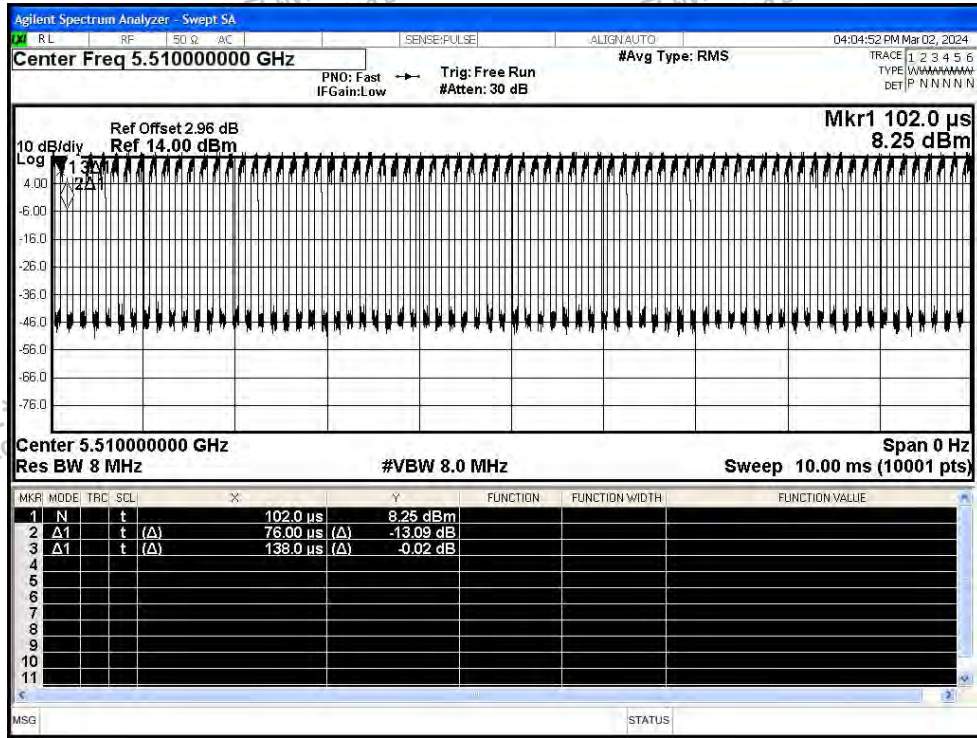 Agilent Spectrum Analyzer - Swept SA
LXI RL RF 50 Ω AC SENSE:PULSE ALIGN AUTO 04:04:52 PM Mar 02, 2024
Center Freq 5.510000000 GHz #Avg Type: RMS TRACE 1 2 3 4 5 6
PNO: Fast Trig: Free Run TYPE WWWWWW
IFGain:Low #Atten: 30 dB DET P N N N N N
Mkr1 102.0 µs
Ref Offset 2.96 dB
10 dB/div Ref 14.00 dBm 8.25 dBm
Log
1 3Δ1
2Δ1
4.00
-6.00
-16.0
-26.0
-36.0
-46.0
-56.0
-66.0
-76.0
Center 5.510000000 GHz Span 0 Hz
Res BW 8 MHz #VBW 8.0 MHz Sweep 10.00 ms (10001 pts)
MKR MODE TRC SCL X Y FUNCTION FUNCTION WIDTH FUNCTION VALUE
1 N t 102.0 µs 8.25 dBm
2 Δ1 t (Δ) 76.00 µs (Δ) -13.09 dB
3 Δ1 t (Δ) 138.0 µs (Δ) -0.02 dB
4
5
6
7
8
9
10
11
MSG STATUS